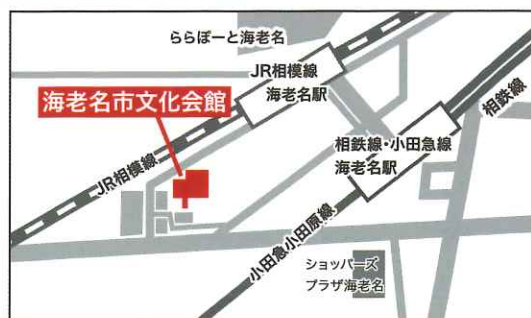 ららぽーと海老名
JR相模線
海老名駅
海老名市文化会館
相鉄線
相鉄線・小田急線
海老名駅
JR相模線
小田急小田原線
ショッパーズ
プラザ海老名